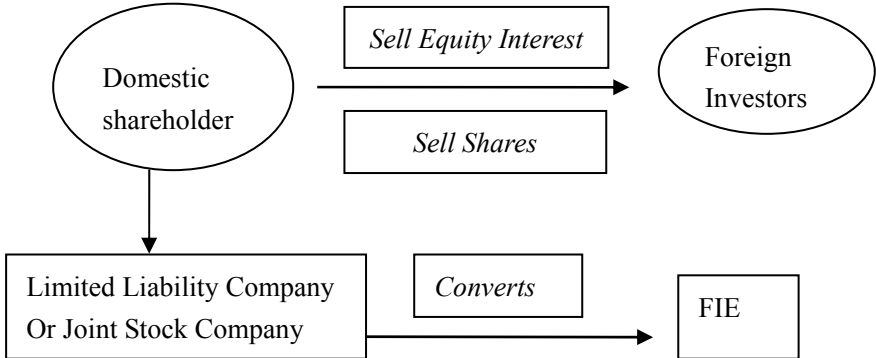 Sell Equity Interest
Domestic
shareholder
Foreign
Investors
Sell Shares
Limited Liability Company
Or Joint Stock Company
Converts
FIE